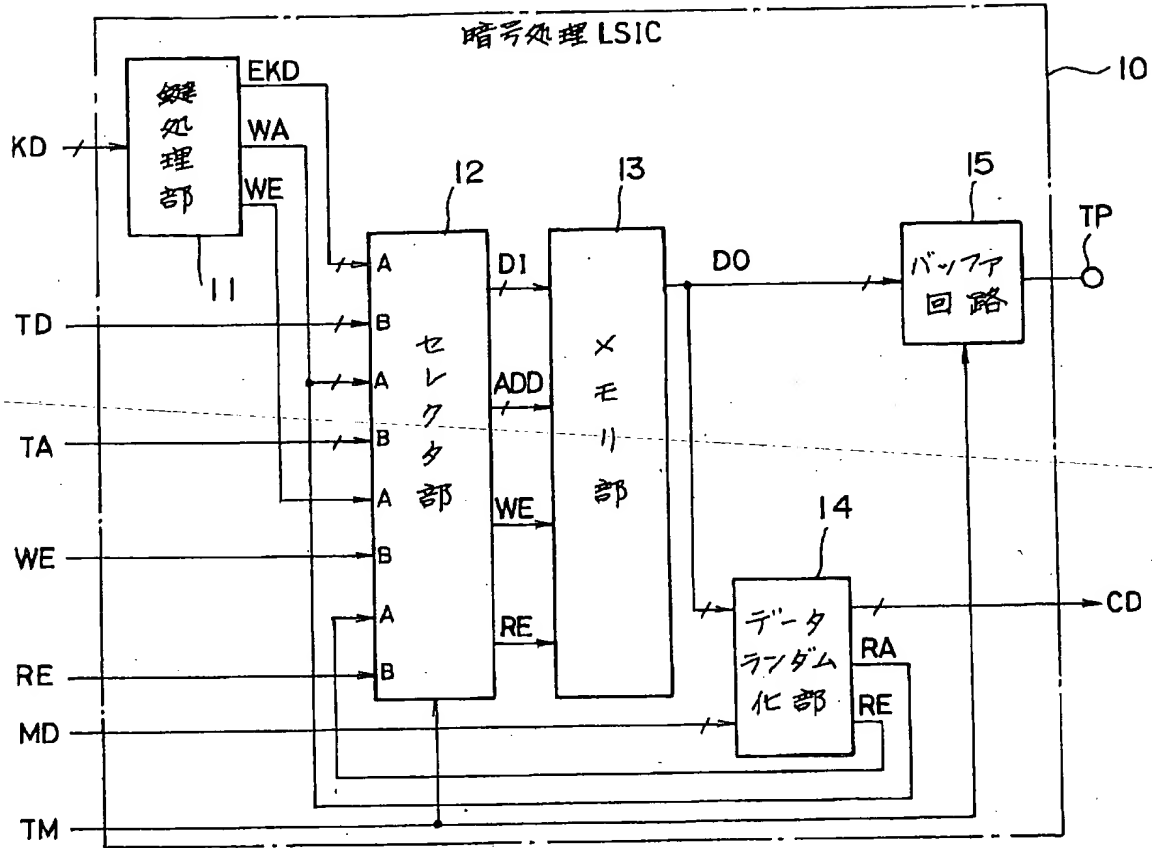 暗号処理LSIC
10
鍵処理部
11
KD
EKD
WA
WE
12
13
15
TP
A
DI
DO
バッファ
回路
TD
B
セレクタ部
メモリ部
A
ADD
TA
B
A
WE
14
WE
B
A
RE
データ
ランダム
化部
CD
RA
RE
RE
B
MD
TM